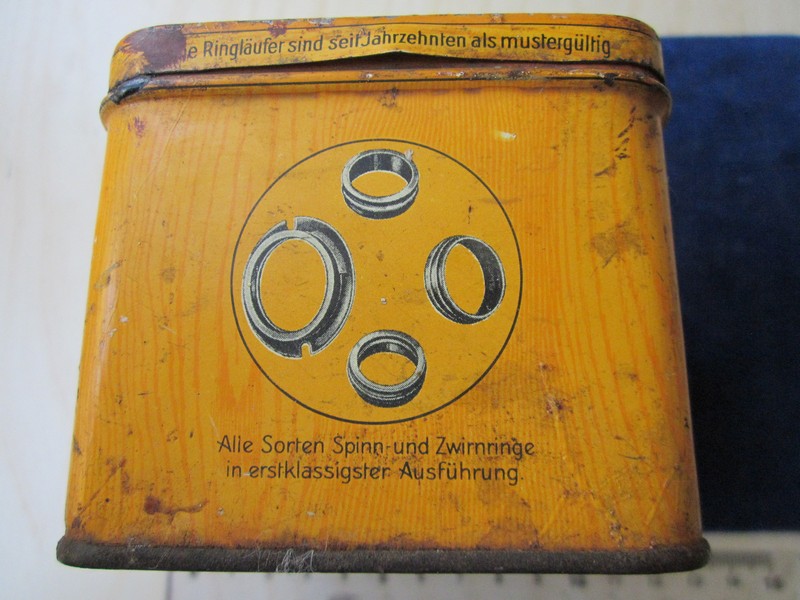 e Ringläufer sind seit Jahrzehnten als mustergültig
Alle Sorten Spinn- und Zwirnringe
in erstklassigster Ausführung.